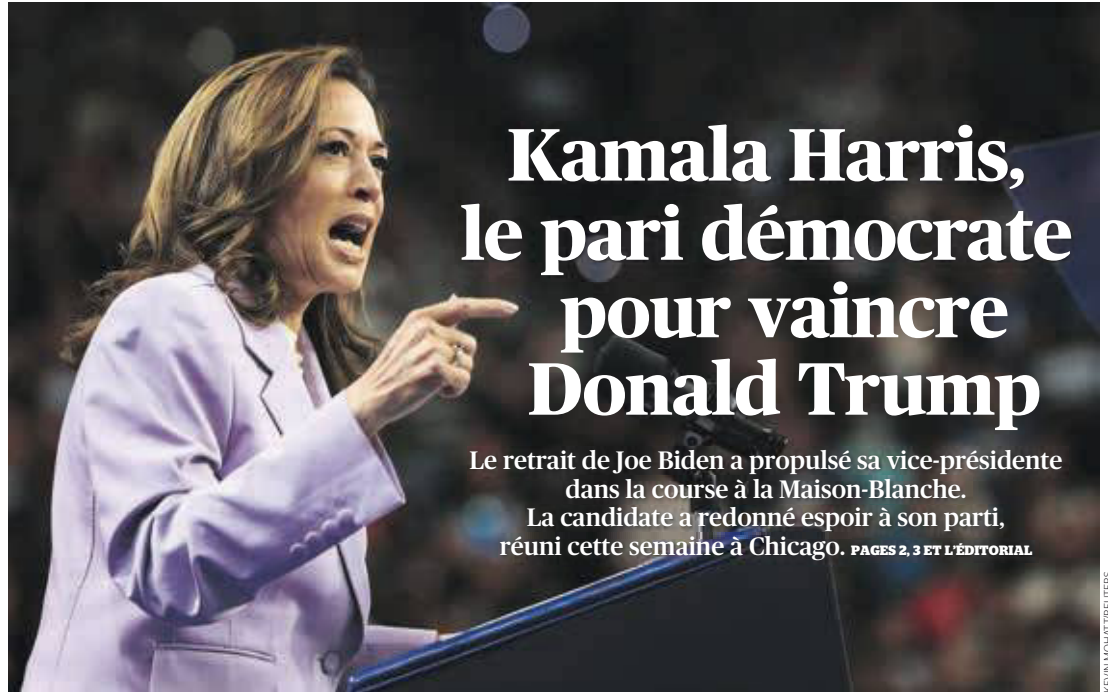 Kamala Harris,
le pari démocrate
pour vaincre
Donald Trump
Le retrait de Joe Biden a propulsé sa vice-présidente
dans la course à la Maison-Blanche.
La candidate a redonné espoir à son parti,
réuni cette semaine à Chicago. PAGES 2, 3 ET L'ÉDITORIAL